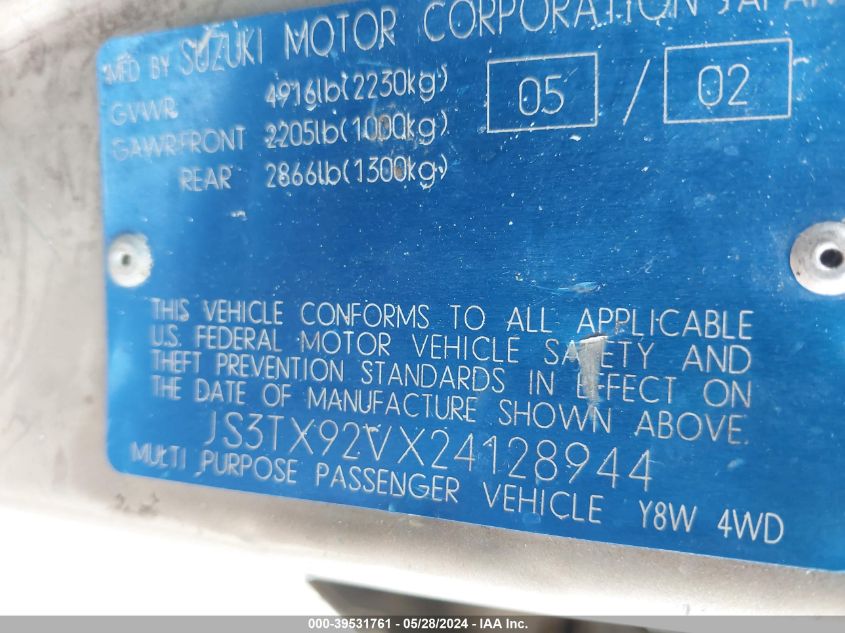 MFD BY SUZUKI MOTOR CORPORATION JAPAN
GVWR 4916lb(2230kg) 05 / 02
GAWR FRONT 2205lb(1000kg)
REAR 2866lb(1300kg)
THIS VEHICLE CONFORMS TO ALL APPLICABLE
U.S. FEDERAL MOTOR VEHICLE SAFETY AND
THEFT PREVENTION STANDARDS IN EFFECT ON
THE DATE OF MANUFACTURE SHOWN ABOVE.
JS3TX92VX24128944
MULTI PURPOSE PASSENGER VEHICLE Y8W 4WD
000-39531761 - 05/28/2024 - IAA Inc.